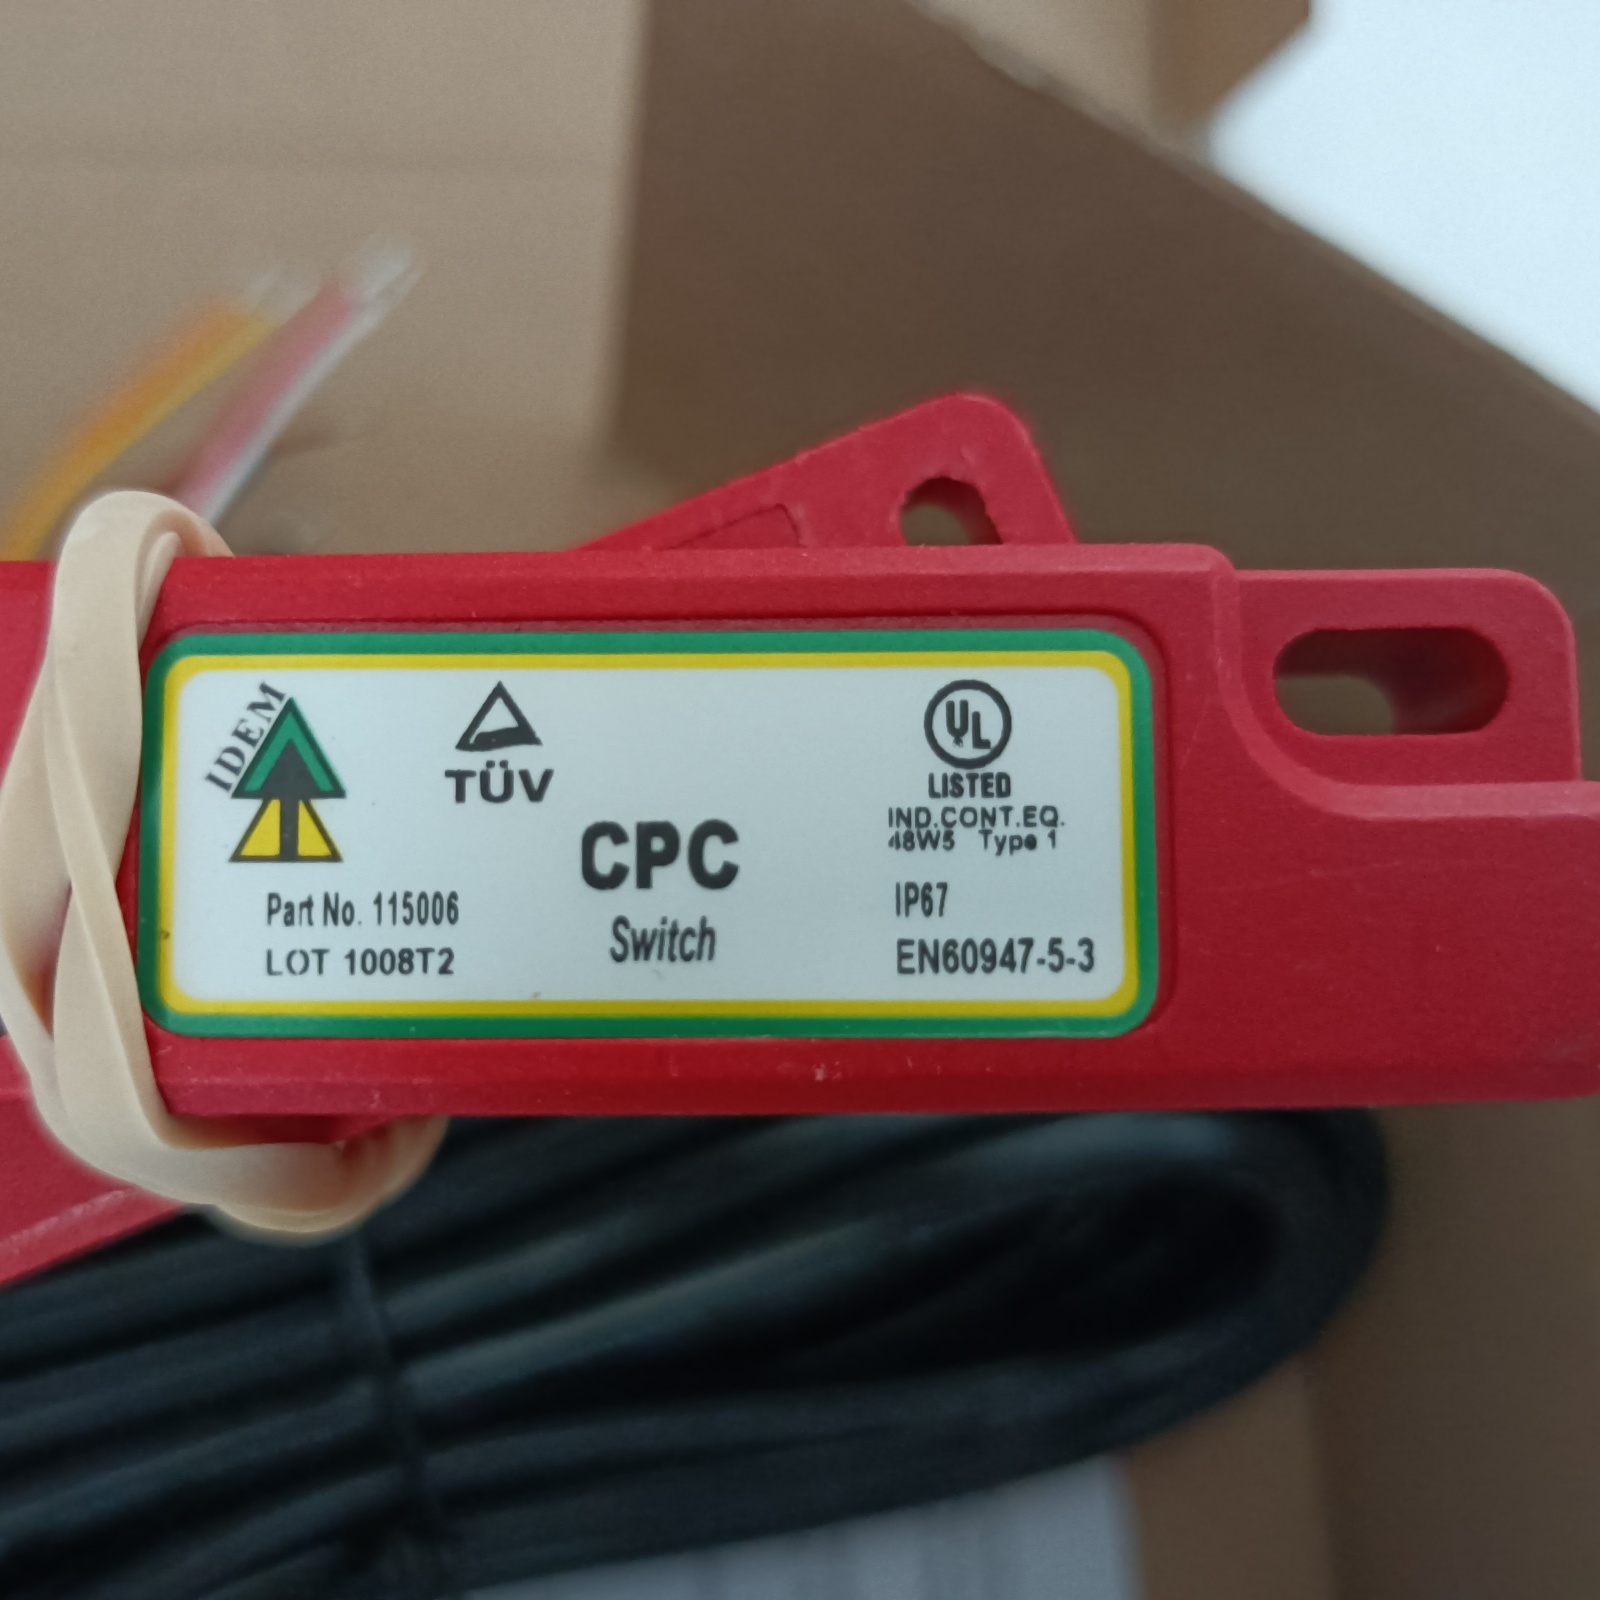 IDEM
TÜV
UL
LISTED
IND.CONT.EQ.
48W5 Type 1
CPC
Switch
Part No. 115006
LOT 1008T2
IP67
EN60947-5-3